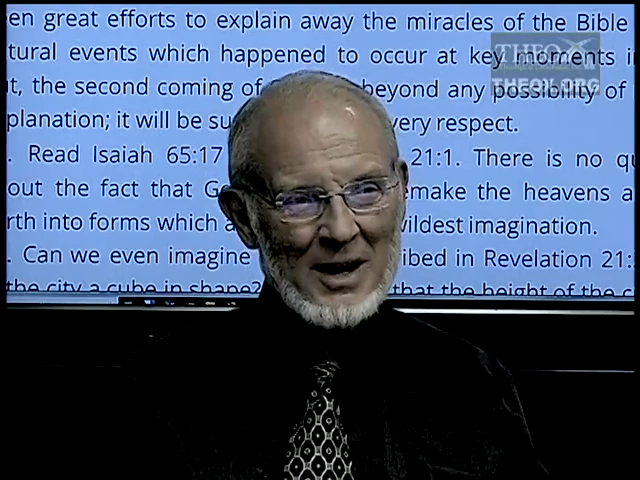 en great efforts to explain away the miracles of the Bible
tural events which happened to occur at key moments i
t, the second coming of beyond any possibility of
planation; it will be su very respect.
. Read Isaiah 65:17 21:1. There is no qu
out the fact that G emake the heavens a
rth into forms which a wildest imagination.
. Can we even imagine ribed in Revelation 21:
the city a cube in shape? that the height of the c
THEOX
THEOX.ORG